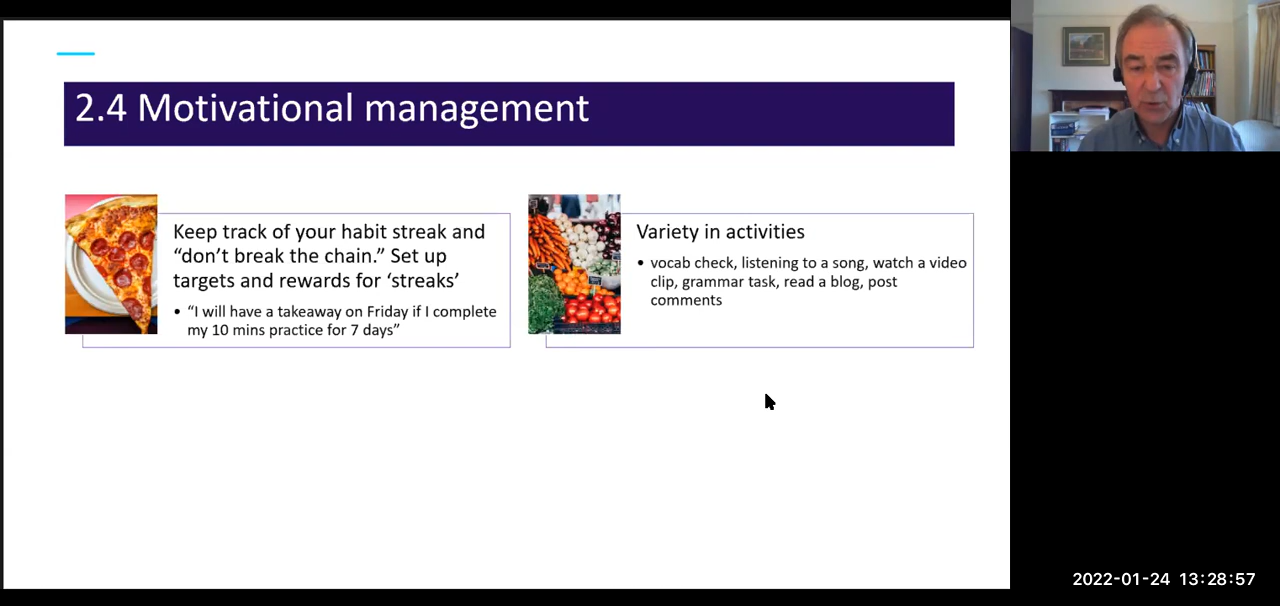 2.4 Motivational management
Keep track of your habit streak and
“don’t break the chain.” Set up
targets and rewards for ‘streaks’
• “I will have a takeaway on Friday if I complete
my 10 mins practice for 7 days”
Variety in activities
• vocab check, listening to a song, watch a video
clip, grammar task, read a blog, post
comments
2022-01-24 13:28:57